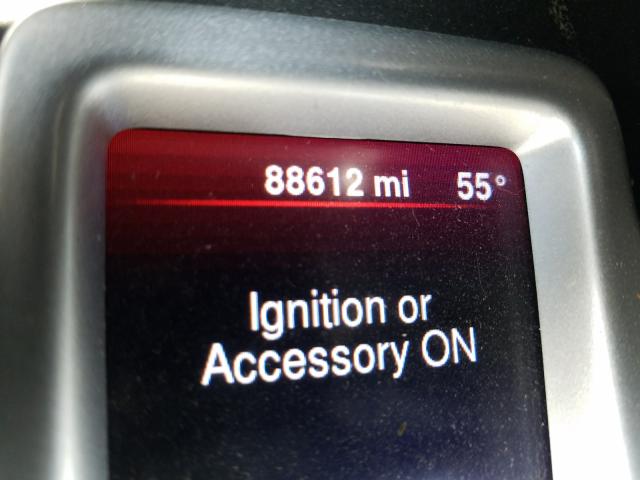 88612 mi 55°
Ignition or
Accessory ON